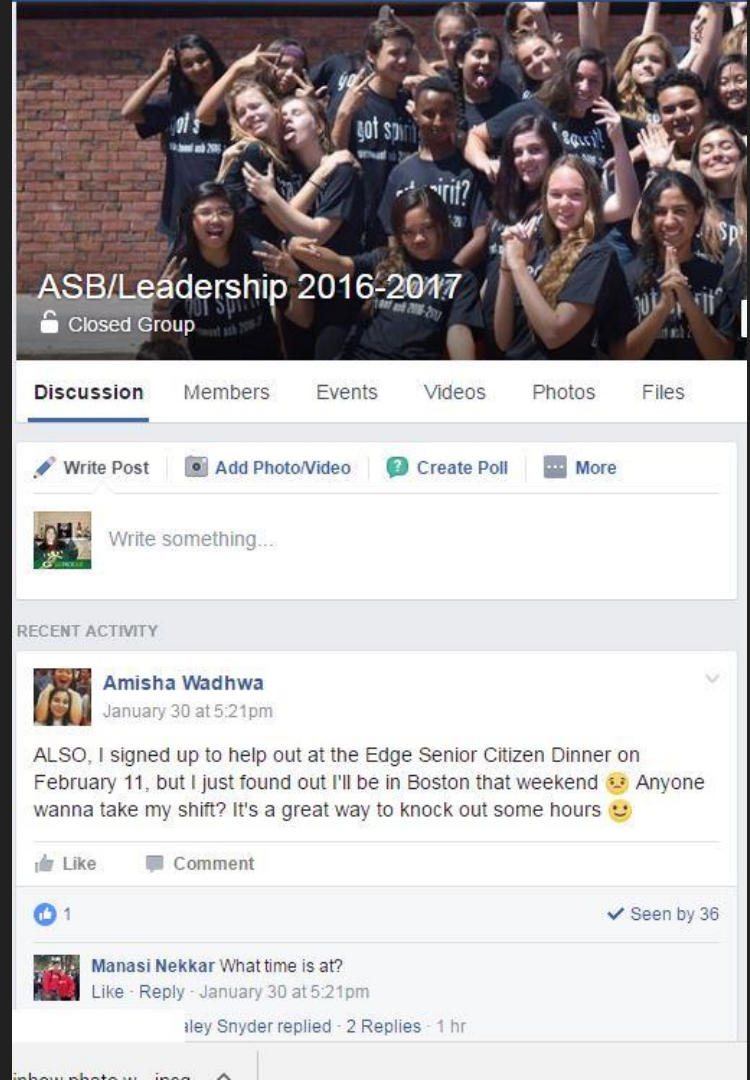 got spirit?
got spirit?
ASB/Leadership 2016-2017
Closed Group
Discussion Members Events Videos Photos Files
Write Post Add Photo/Video Create Poll More
Write something...
RECENT ACTIVITY
Amisha Wadhwa
January 30 at 5:21pm
ALSO, I signed up to help out at the Edge Senior Citizen Dinner on
February 11, but I just found out I'll be in Boston that weekend 😟 Anyone
wanna take my shift? It's a great way to knock out some hours 🙂
Like Comment
1 Seen by 36
Manasi Nekkar What time is at?
Like · Reply · January 30 at 5:21pm
aley Snyder replied · 2 Replies · 1 hr